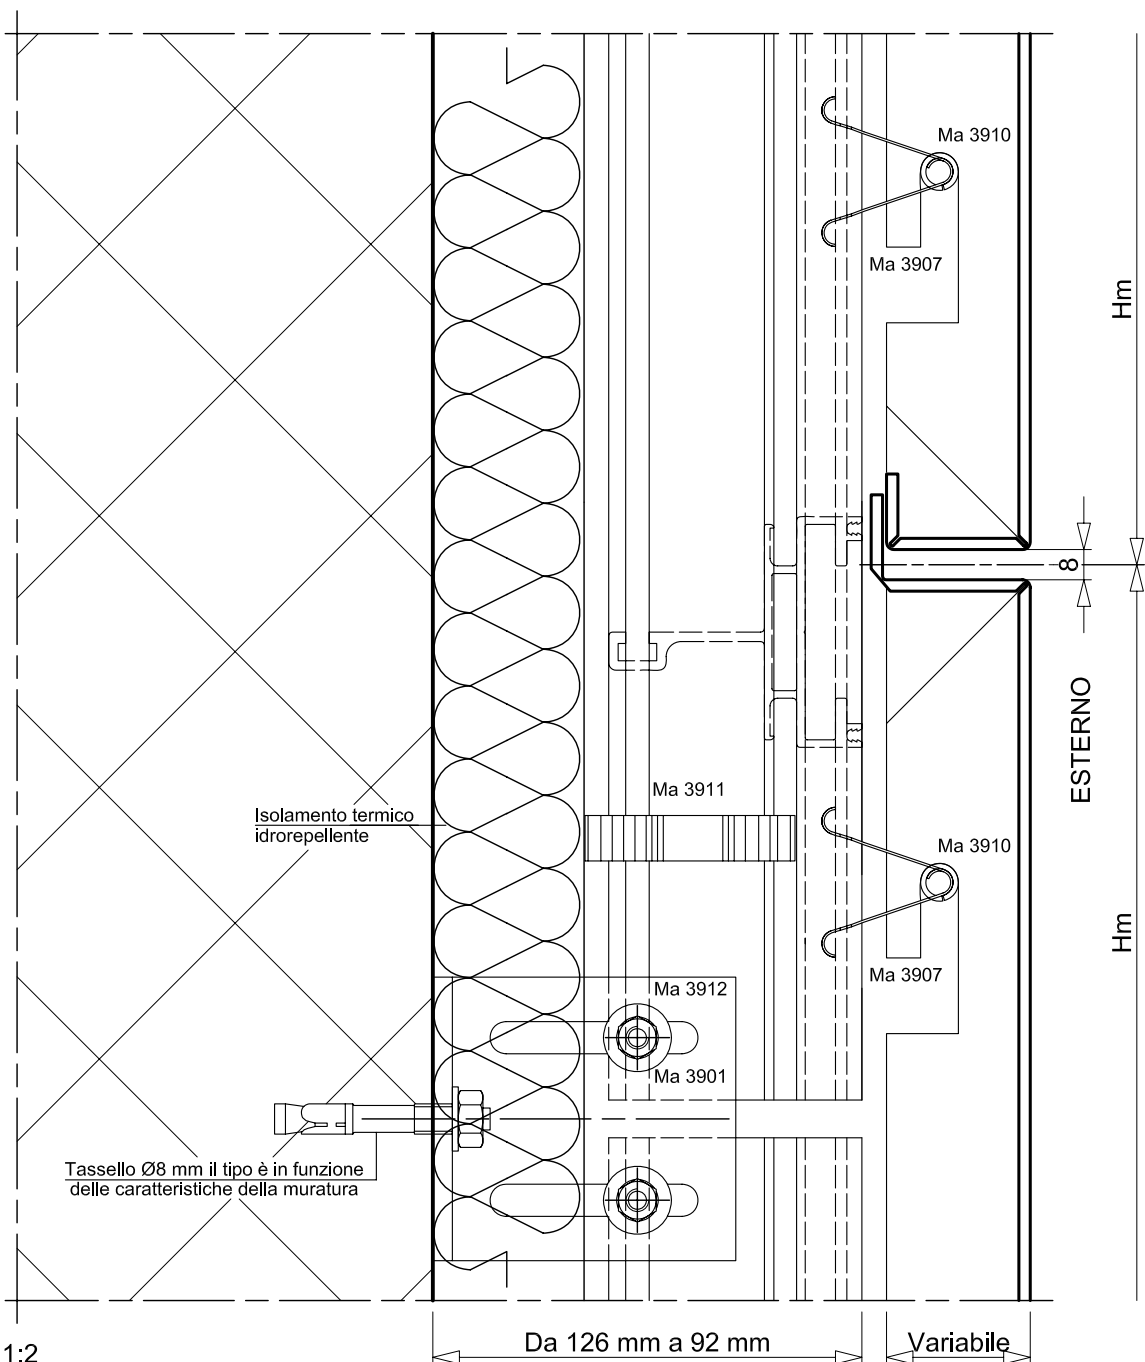 Ma 3910
Ma 3907
Hm
8
ESTERNO
Ma 3911
Isolamento termico
idrorepellente
Ma 3910
Hm
Ma 3907
Ma 3912
Ma 3901
Tassello Ø8 mm il tipo è in funzione
delle caratteristiche della muratura
Da 126 mm a 92 mm
Variabile
1:2